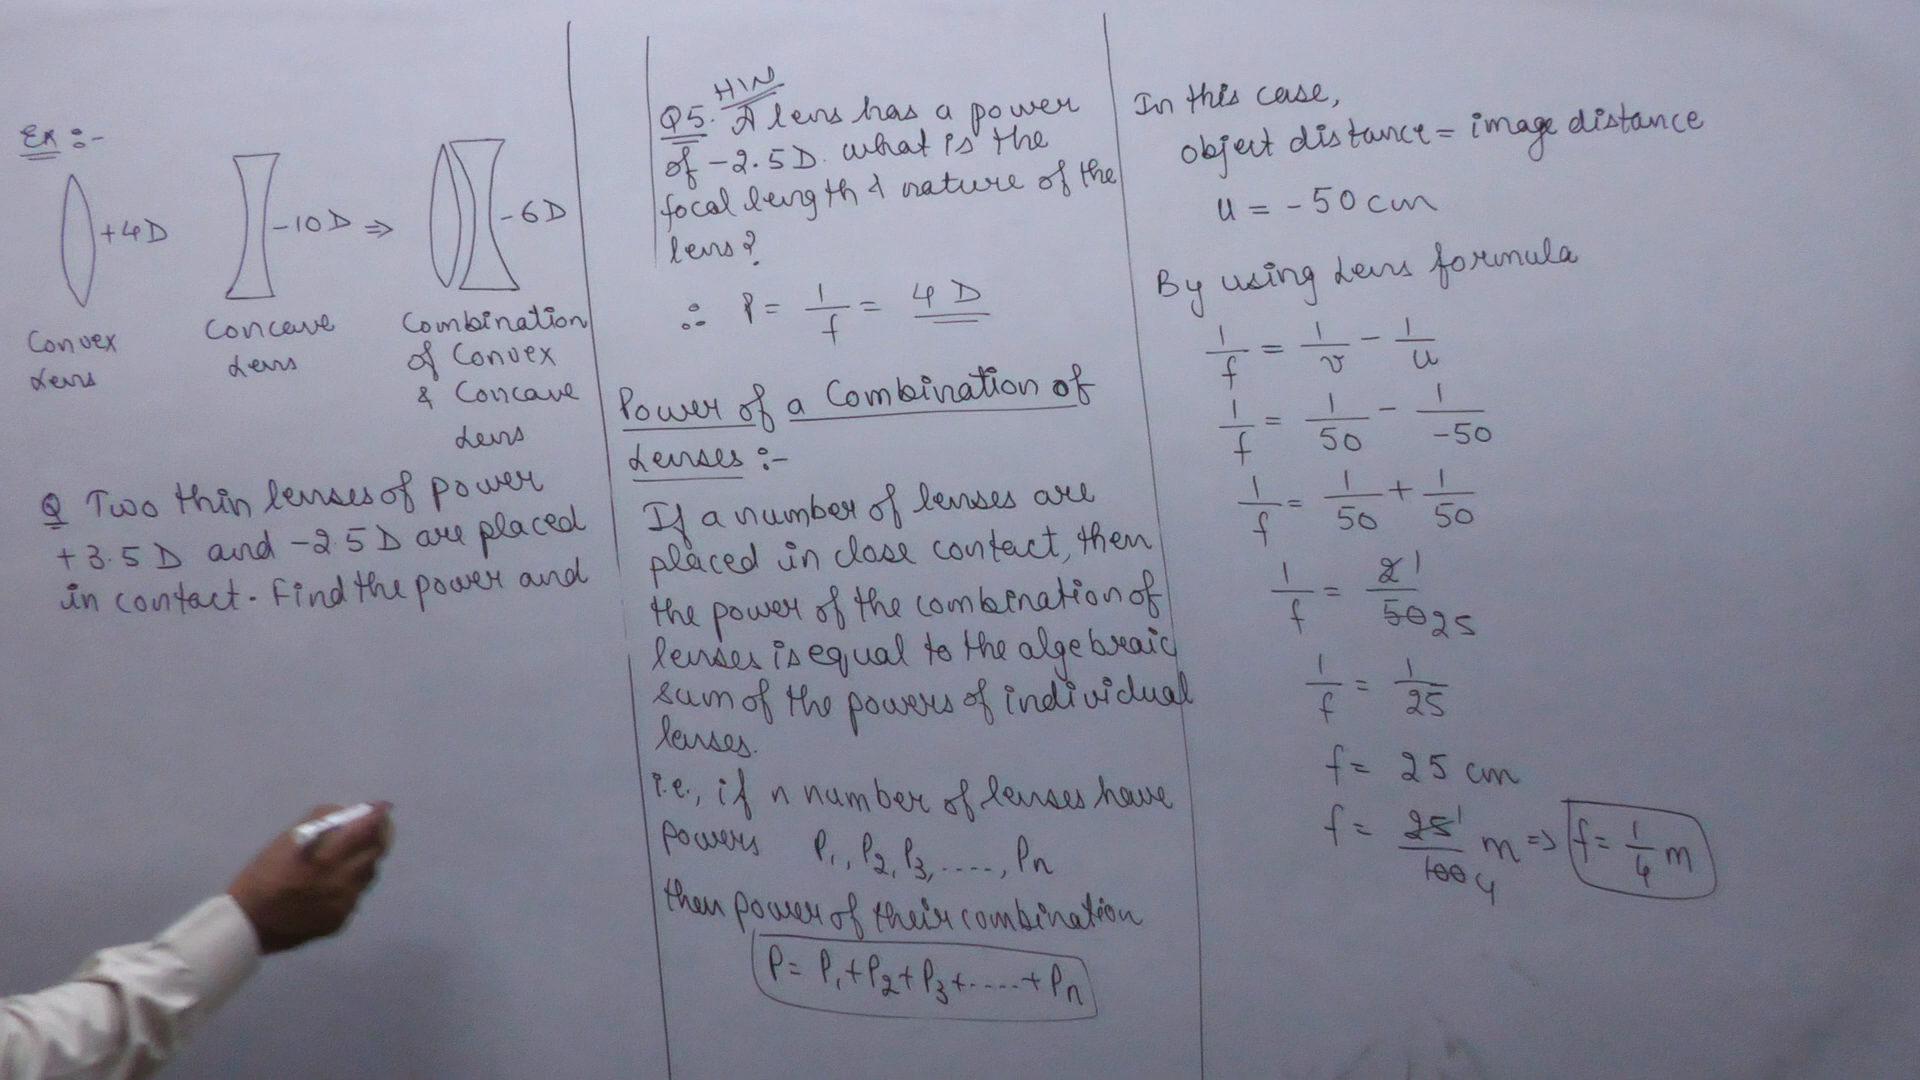 Ex :-
+4D
-10D ⇒
-6D
Convex
Lens
Concave
Lens
Combination
of Convex
& Concave
Lens
Q Two thin lenses of power
+3.5D and -2.5D are placed
in contact. Find the power and
H/W
Q5. A lens has a power
of -2.5D. what is the
focal length & nature of the
lens?
∴ P = 1/f = 4D
Power of a Combination of
Lenses :-
If a number of lenses are
placed in close contact, then
the power of the combination of
lenses is equal to the algebraic
sum of the powers of individual
lenses.
i.e., if n number of lenses have
powers P1, P2, P3, ....., Pn
then power of their combination
P = P1+P2+P3+.....+Pn
In this case,
object distance = image distance
u = -50cm
By using Lens formula
1/f = 1/v - 1/u
1/f = 1/50 - 1/-50
1/f = 1/50 + 1/50
1/f = 2 1/50 25
1/f = 1/25
f = 25 cm
f = 25 1/100 4 m ⇒ f = 1/4 m